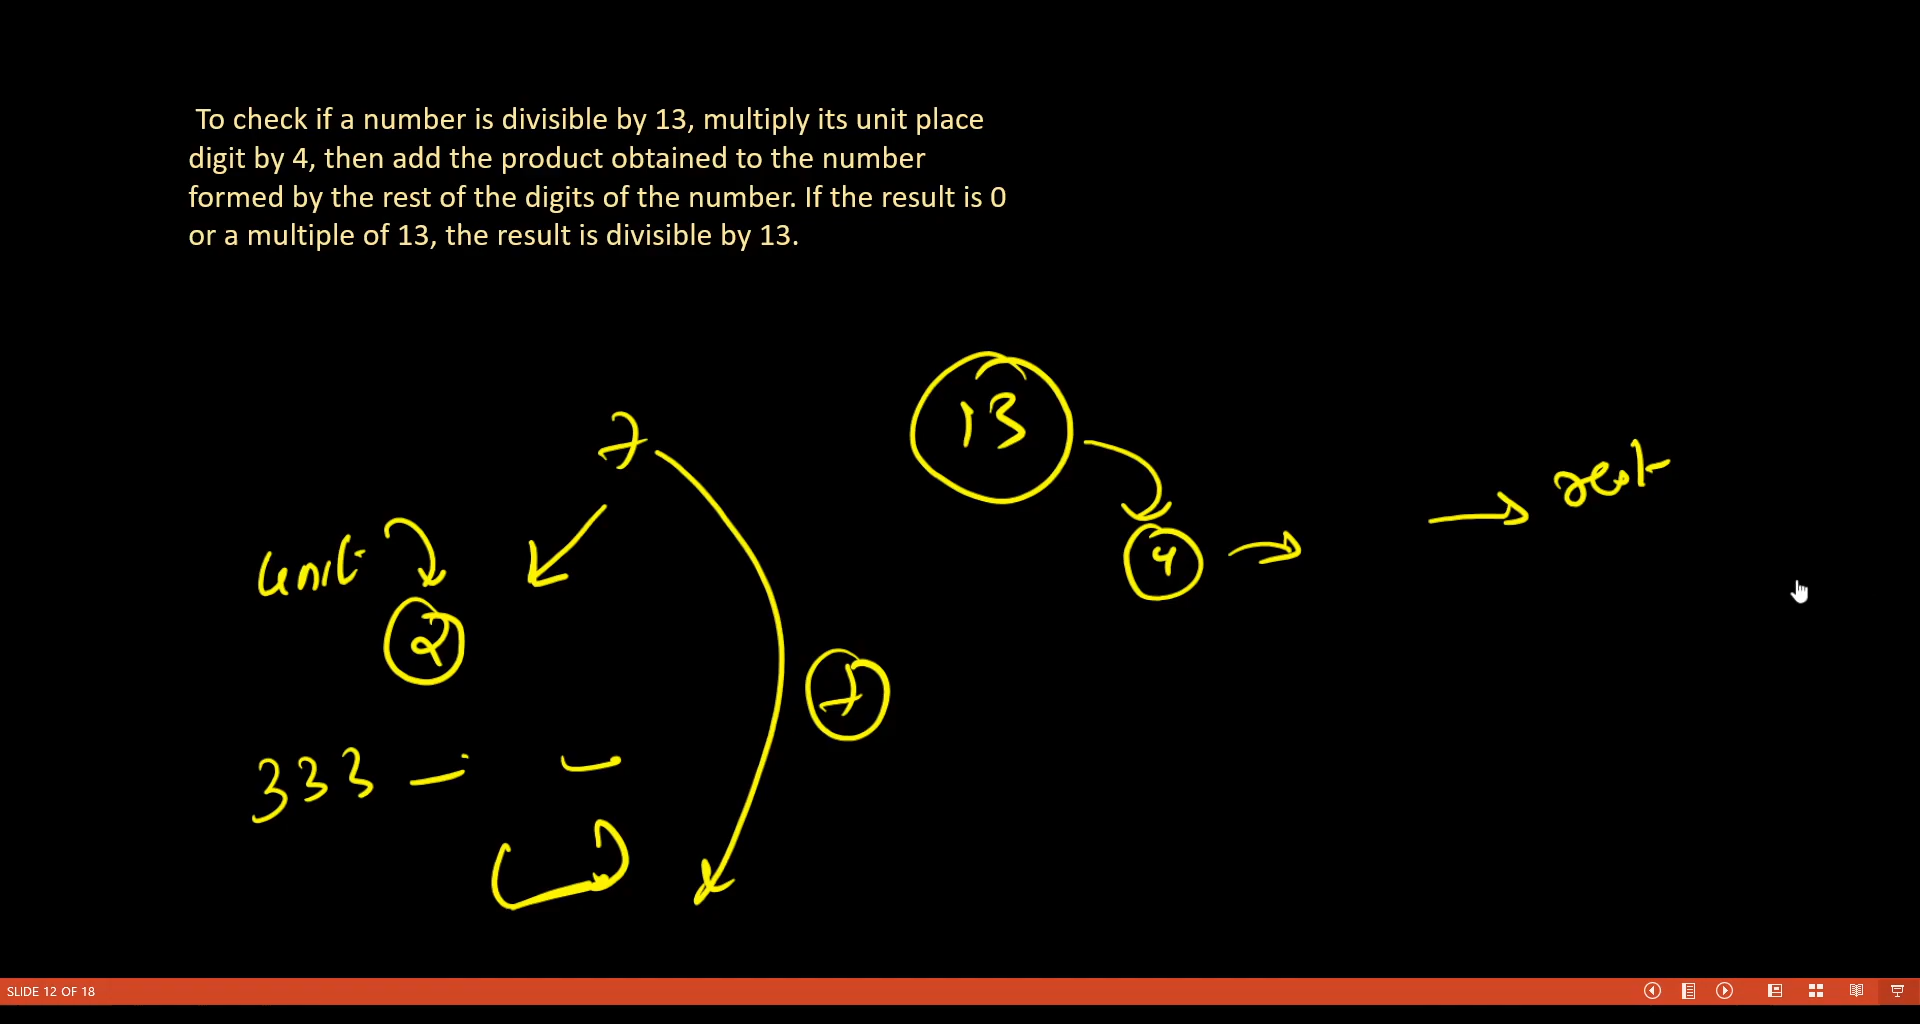 To check if a number is divisible by 13, multiply its unit place
digit by 4, then add the product obtained to the number
formed by the rest of the digits of the number. If the result is 0
or a multiple of 13, the result is divisible by 13.
7
13
rest
unit
4
2
7
333
SLIDE 12 OF 18